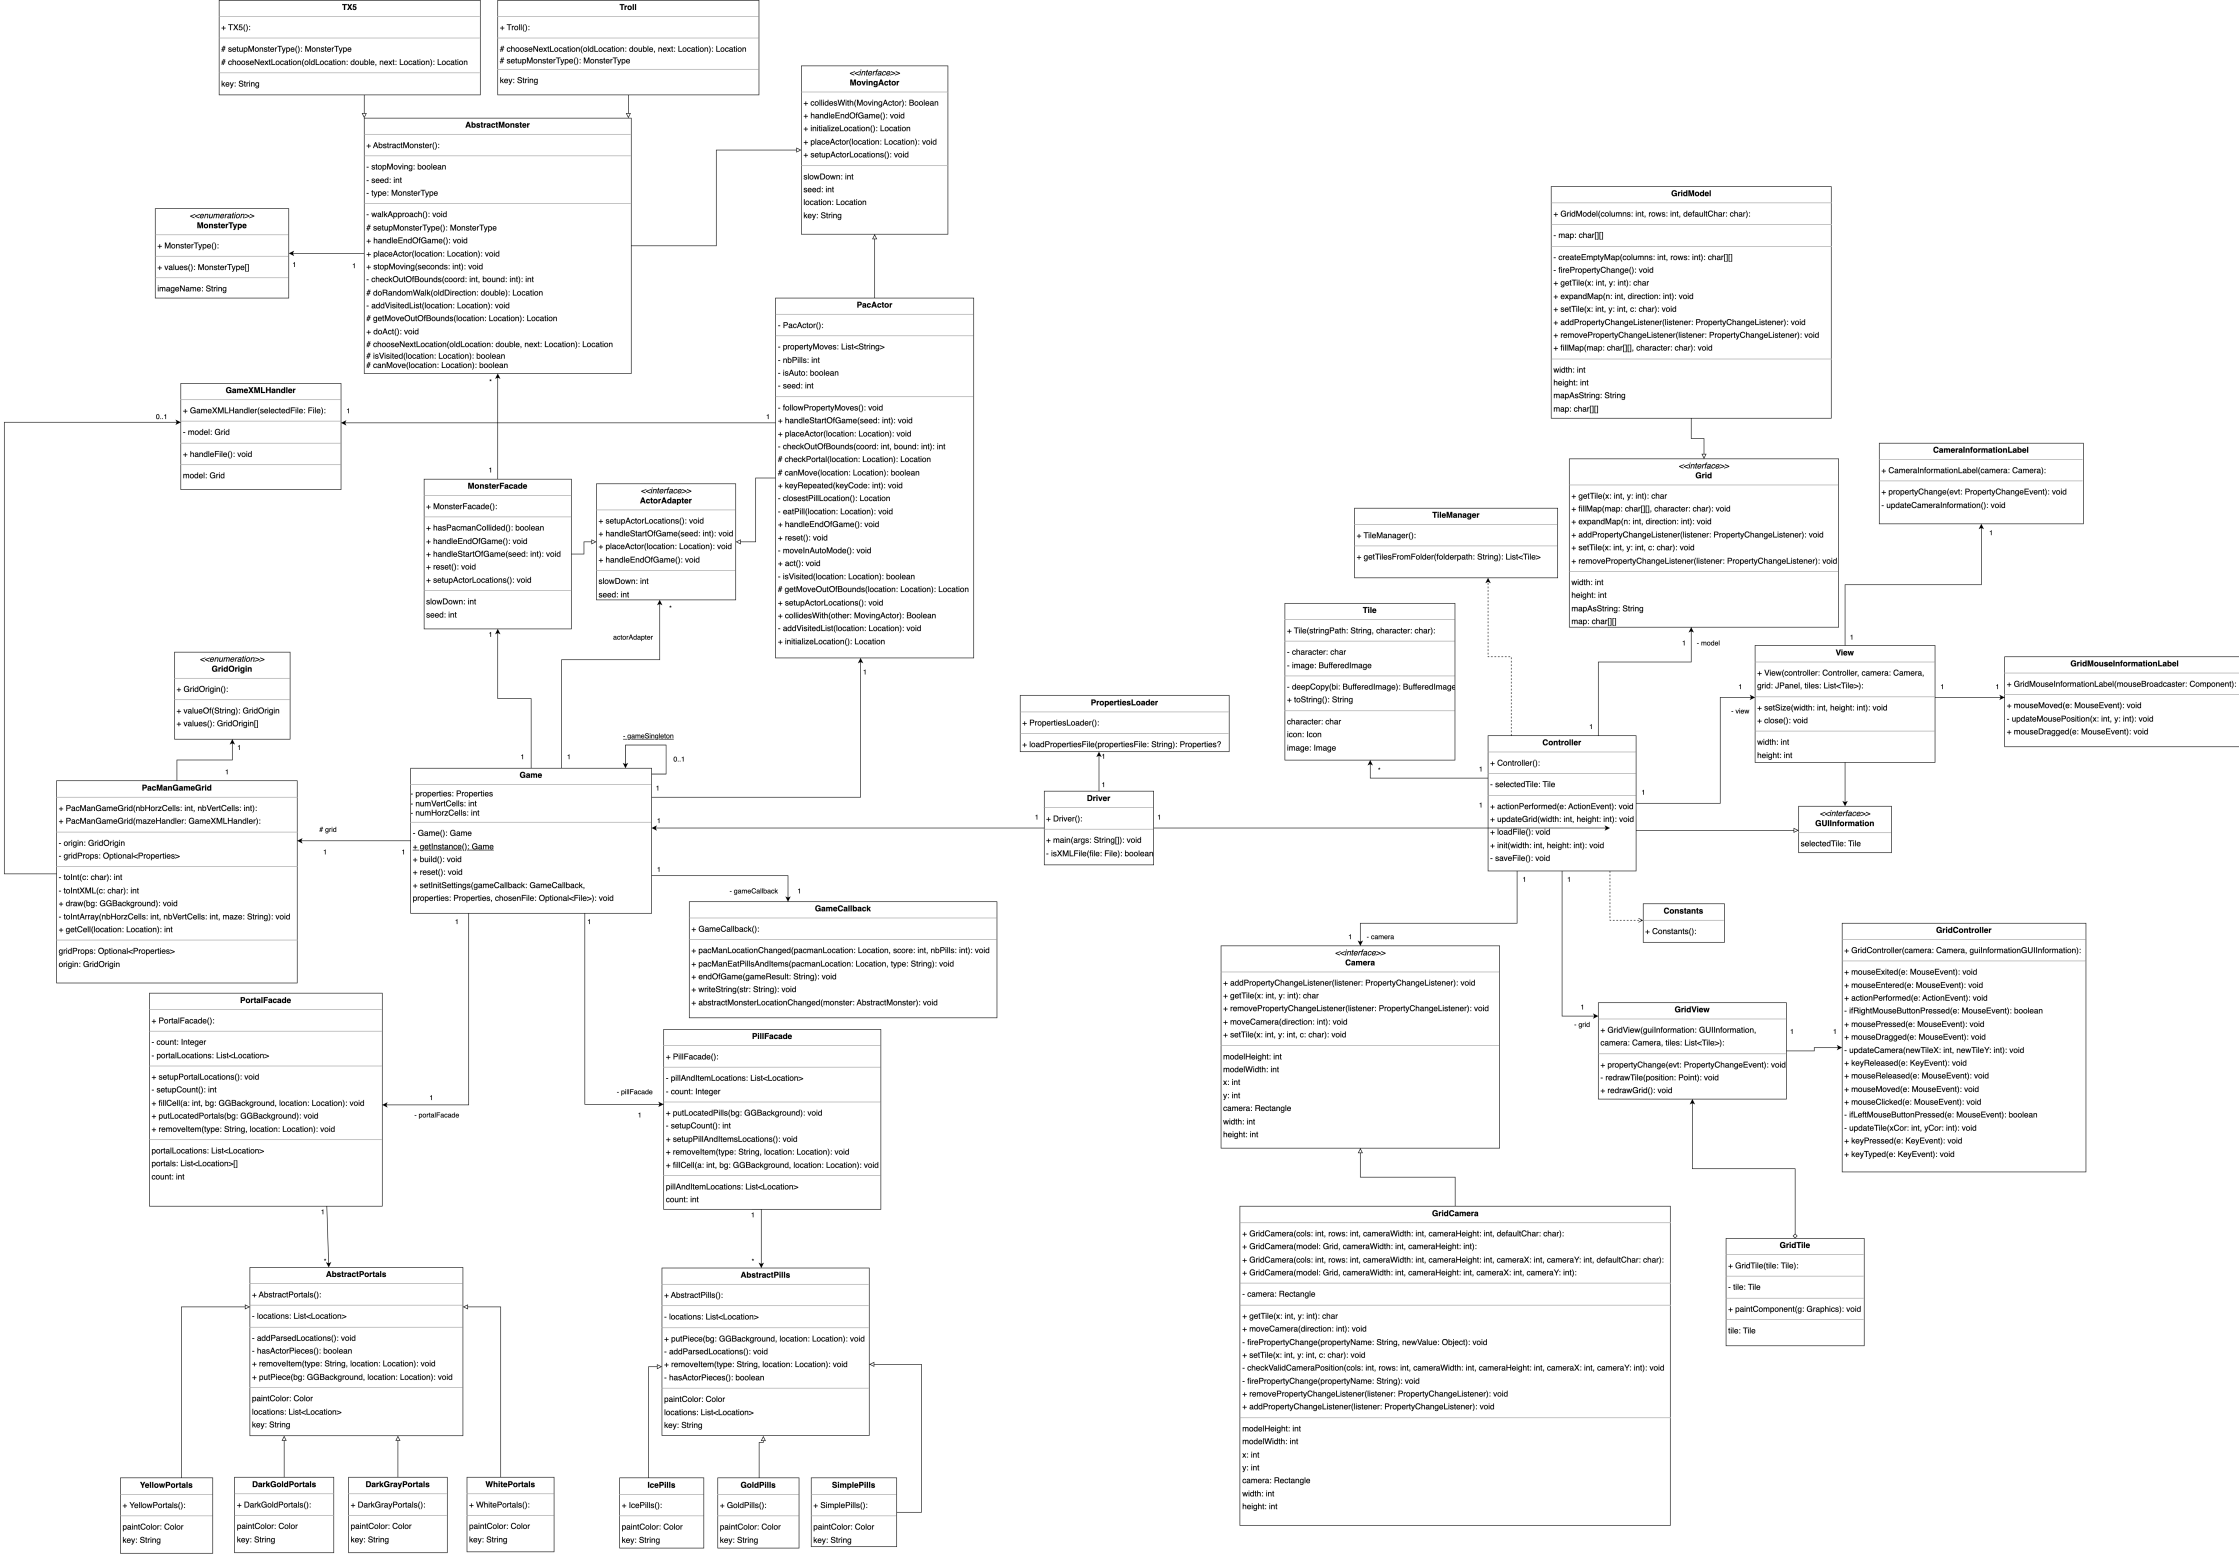 TX5
+ TX5():
# setupMonsterType(): MonsterType
# chooseNextLocation(oldLocation: double, next: Location): Location
key: String
Troll
+ Troll():
# chooseNextLocation(oldLocation: double, next: Location): Location
# setupMonsterType(): MonsterType
key: String
<<interface>>
MovingActor
+ collidesWith(MovingActor): Boolean
+ handleEndOfGame(): void
+ initializeLocation(): Location
+ placeActor(location: Location): void
+ setupActorLocations(): void
slowDown: int
seed: int
location: Location
key: String
AbstractMonster
+ AbstractMonster():
- stopMoving: boolean
- seed: int
- type: MonsterType
- walkApproach(): void
# setupMonsterType(): MonsterType
+ handleEndOfGame(): void
+ placeActor(location: Location): void
+ stopMoving(seconds: int): void
- checkOutOfBounds(coord: int, bound: int): int
# doRandomWalk(oldDirection: double): Location
- addVisitedList(location: Location): void
# getMoveOutOfBounds(location: Location): Location
+ doAct(): void
# chooseNextLocation(oldLocation: double, next: Location): Location
# isVisited(location: Location): boolean
# canMove(location: Location): boolean
<<enumeration>>
MonsterType
+ MonsterType():
+ values(): MonsterType[]
imageName: String
1
1
PacActor
- PacActor():
- propertyMoves: List<String>
- nbPills: int
- isAuto: boolean
- seed: int
- followPropertyMoves(): void
+ handleStartOfGame(seed: int): void
+ placeActor(location: Location): void
- checkOutOfBounds(coord: int, bound: int): int
# checkPortal(location: Location): Location
# canMove(location: Location): boolean
+ keyRepeated(keyCode: int): void
- closestPillLocation(): Location
- eatPill(location: Location): void
+ handleEndOfGame(): void
+ reset(): void
- moveInAutoMode(): void
+ act(): void
- isVisited(location: Location): boolean
# getMoveOutOfBounds(location: Location): Location
+ setupActorLocations(): void
+ collidesWith(other: MovingActor): Boolean
- addVisitedList(location: Location): void
+ initializeLocation(): Location
GameXMLHandler
+ GameXMLHandler(selectedFile: File):
- model: Grid
+ handleFile(): void
model: Grid
0..1
1
1
*
1
MonsterFacade
+ MonsterFacade():
+ hasPacmanCollided(): boolean
+ handleEndOfGame(): void
+ handleStartOfGame(seed: int): void
+ reset(): void
+ setupActorLocations(): void
slowDown: int
seed: int
1
<<interface>>
ActorAdapter
+ setupActorLocations(): void
+ handleStartOfGame(seed: int): void
+ placeActor(location: Location): void
+ handleEndOfGame(): void
slowDown: int
seed: int
*
actorAdapter
1
<<enumeration>>
GridOrigin
+ GridOrigin():
+ valueOf(String): GridOrigin
+ values(): GridOrigin[]
1
1
PacManGameGrid
+ PacManGameGrid(nbHorzCells: int, nbVertCells: int):
+ PacManGameGrid(mazeHandler: GameXMLHandler):
- origin: GridOrigin
- gridProps: Optional<Properties>
- toInt(c: char): int
- toIntXML(c: char): int
+ draw(bg: GGBackground): void
- toIntArray(nbHorzCells: int, nbVertCells: int, maze: String): void
+ getCell(location: Location): int
gridProps: Optional<Properties>
origin: GridOrigin
# grid
1
1
1
1
- gameSingleton
0..1
Game
- properties: Properties
- numVertCells: int
- numHorzCells: int
- Game(): Game
+ getInstance(): Game
+ build(): void
+ reset(): void
+ setInitSettings(gameCallback: GameCallback,
properties: Properties, chosenFile: Optional<File>): void
1
1
1
1
1
- gameCallback
1
GameCallback
+ GameCallback():
+ pacManLocationChanged(pacmanLocation: Location, score: int, nbPills: int): void
+ pacManEatPillsAndItems(pacmanLocation: Location, type: String): void
+ endOfGame(gameResult: String): void
+ writeString(str: String): void
+ abstractMonsterLocationChanged(monster: AbstractMonster): void
PropertiesLoader
+ PropertiesLoader():
+ loadPropertiesFile(propertiesFile: String): Properties?
1
1
Driver
+ Driver():
+ main(args: String[]): void
- isXMLFile(file: File): boolean
1
1
PortalFacade
+ PortalFacade():
- count: Integer
- portalLocations: List<Location>
+ setupPortalLocations(): void
- setupCount(): int
+ fillCell(a: int, bg: GGBackground, location: Location): void
+ putLocatedPortals(bg: GGBackground): void
+ removeItem(type: String, location: Location): void
portalLocations: List<Location>
portals: List<Location>[]
count: int
1
- portalFacade
PillFacade
+ PillFacade():
- pillAndItemLocations: List<Location>
- count: Integer
+ putLocatedPills(bg: GGBackground): void
- setupCount(): int
+ setupPillAndItemsLocations(): void
+ removeItem(type: String, location: Location): void
+ fillCell(a: int, bg: GGBackground, location: Location): void
pillAndItemLocations: List<Location>
count: int
- pillFacade
1
1
*
AbstractPortals
+ AbstractPortals():
- locations: List<Location>
- addParsedLocations(): void
- hasActorPieces(): boolean
+ removeItem(type: String, location: Location): void
+ putPiece(bg: GGBackground, location: Location): void
paintColor: Color
locations: List<Location>
key: String
1
*
AbstractPills
+ AbstractPills():
- locations: List<Location>
+ putPiece(bg: GGBackground, location: Location): void
- addParsedLocations(): void
+ removeItem(type: String, location: Location): void
- hasActorPieces(): boolean
paintColor: Color
locations: List<Location>
key: String
YellowPortals
+ YellowPortals():
paintColor: Color
key: String
DarkGoldPortals
+ DarkGoldPortals():
paintColor: Color
key: String
DarkGrayPortals
+ DarkGrayPortals():
paintColor: Color
key: String
WhitePortals
+ WhitePortals():
paintColor: Color
key: String
IcePills
+ IcePills():
paintColor: Color
key: String
GoldPills
+ GoldPills():
paintColor: Color
key: String
SimplePills
+ SimplePills():
paintColor: Color
key: String
GridModel
+ GridModel(columns: int, rows: int, defaultChar: char):
- map: char[][]
- createEmptyMap(columns: int, rows: int): char[][]
- firePropertyChange(): void
+ getTile(x: int, y: int): char
+ expandMap(n: int, direction: int): void
+ setTile(x: int, y: int, c: char): void
+ addPropertyChangeListener(listener: PropertyChangeListener): void
+ removePropertyChangeListener(listener: PropertyChangeListener): void
+ fillMap(map: char[][], character: char): void
width: int
height: int
mapAsString: String
map: char[][]
<<interface>>
Grid
+ getTile(x: int, y: int): char
+ fillMap(map: char[][], character: char): void
+ expandMap(n: int, direction: int): void
+ addPropertyChangeListener(listener: PropertyChangeListener): void
+ setTile(x: int, y: int, c: char): void
+ removePropertyChangeListener(listener: PropertyChangeListener): void
width: int
height: int
mapAsString: String
map: char[][]
1
- model
1
CameraInformationLabel
+ CameraInformationLabel(camera: Camera):
+ propertyChange(evt: PropertyChangeEvent): void
- updateCameraInformation(): void
1
1
TileManager
+ TileManager():
+ getTilesFromFolder(folderpath: String): List<Tile>
Tile
+ Tile(stringPath: String, character: char):
- character: char
- image: BufferedImage
- deepCopy(bi: BufferedImage): BufferedImage
+ toString(): String
character: char
icon: Icon
image: Image
*
1
View
+ View(controller: Controller, camera: Camera,
grid: JPanel, tiles: List<Tile>):
+ setSize(width: int, height: int): void
+ close(): void
width: int
height: int
1
- view
1
1
1
GridMouseInformationLabel
+ GridMouseInformationLabel(mouseBroadcaster: Component):
+ mouseMoved(e: MouseEvent): void
- updateMousePosition(x: int, y: int): void
+ mouseDragged(e: MouseEvent): void
Controller
+ Controller():
- selectedTile: Tile
+ actionPerformed(e: ActionEvent): void
+ updateGrid(width: int, height: int): void
+ loadFile(): void
+ init(width: int, height: int): void
- saveFile(): void
1
1
1
<<interface>>
GUIInformation
selectedTile: Tile
Constants
+ Constants():
1
- camera
<<interface>>
Camera
+ addPropertyChangeListener(listener: PropertyChangeListener): void
+ getTile(x: int, y: int): char
+ removePropertyChangeListener(listener: PropertyChangeListener): void
+ moveCamera(direction: int): void
+ setTile(x: int, y: int, c: char): void
modelHeight: int
modelWidth: int
x: int
y: int
camera: Rectangle
width: int
height: int
1
- grid
GridView
+ GridView(guiInformation: GUIInformation,
camera: Camera, tiles: List<Tile>):
+ propertyChange(evt: PropertyChangeEvent): void
- redrawTile(position: Point): void
+ redrawGrid(): void
1
1
GridController
+ GridController(camera: Camera, guiInformationGUIInformation):
+ mouseExited(e: MouseEvent): void
+ mouseEntered(e: MouseEvent): void
+ actionPerformed(e: ActionEvent): void
- ifRightMouseButtonPressed(e: MouseEvent): boolean
+ mousePressed(e: MouseEvent): void
+ mouseDragged(e: MouseEvent): void
- updateCamera(newTileX: int, newTileY: int): void
+ keyReleased(e: KeyEvent): void
+ mouseReleased(e: MouseEvent): void
+ mouseMoved(e: MouseEvent): void
+ mouseClicked(e: MouseEvent): void
- ifLeftMouseButtonPressed(e: MouseEvent): boolean
- updateTile(xCor: int, yCor: int): void
+ keyPressed(e: KeyEvent): void
+ keyTyped(e: KeyEvent): void
GridCamera
+ GridCamera(cols: int, rows: int, cameraWidth: int, cameraHeight: int, defaultChar: char):
+ GridCamera(model: Grid, cameraWidth: int, cameraHeight: int):
+ GridCamera(cols: int, rows: int, cameraWidth: int, cameraHeight: int, cameraX: int, cameraY: int, defaultChar: char):
+ GridCamera(model: Grid, cameraWidth: int, cameraHeight: int, cameraX: int, cameraY: int):
- camera: Rectangle
+ getTile(x: int, y: int): char
+ moveCamera(direction: int): void
- firePropertyChange(propertyName: String, newValue: Object): void
+ setTile(x: int, y: int, c: char): void
- checkValidCameraPosition(cols: int, rows: int, cameraWidth: int, cameraHeight: int, cameraX: int, cameraY: int): void
- firePropertyChange(propertyName: String): void
+ removePropertyChangeListener(listener: PropertyChangeListener): void
+ addPropertyChangeListener(listener: PropertyChangeListener): void
modelHeight: int
modelWidth: int
x: int
y: int
camera: Rectangle
width: int
height: int
GridTile
+ GridTile(tile: Tile):
- tile: Tile
+ paintComponent(g: Graphics): void
tile: Tile